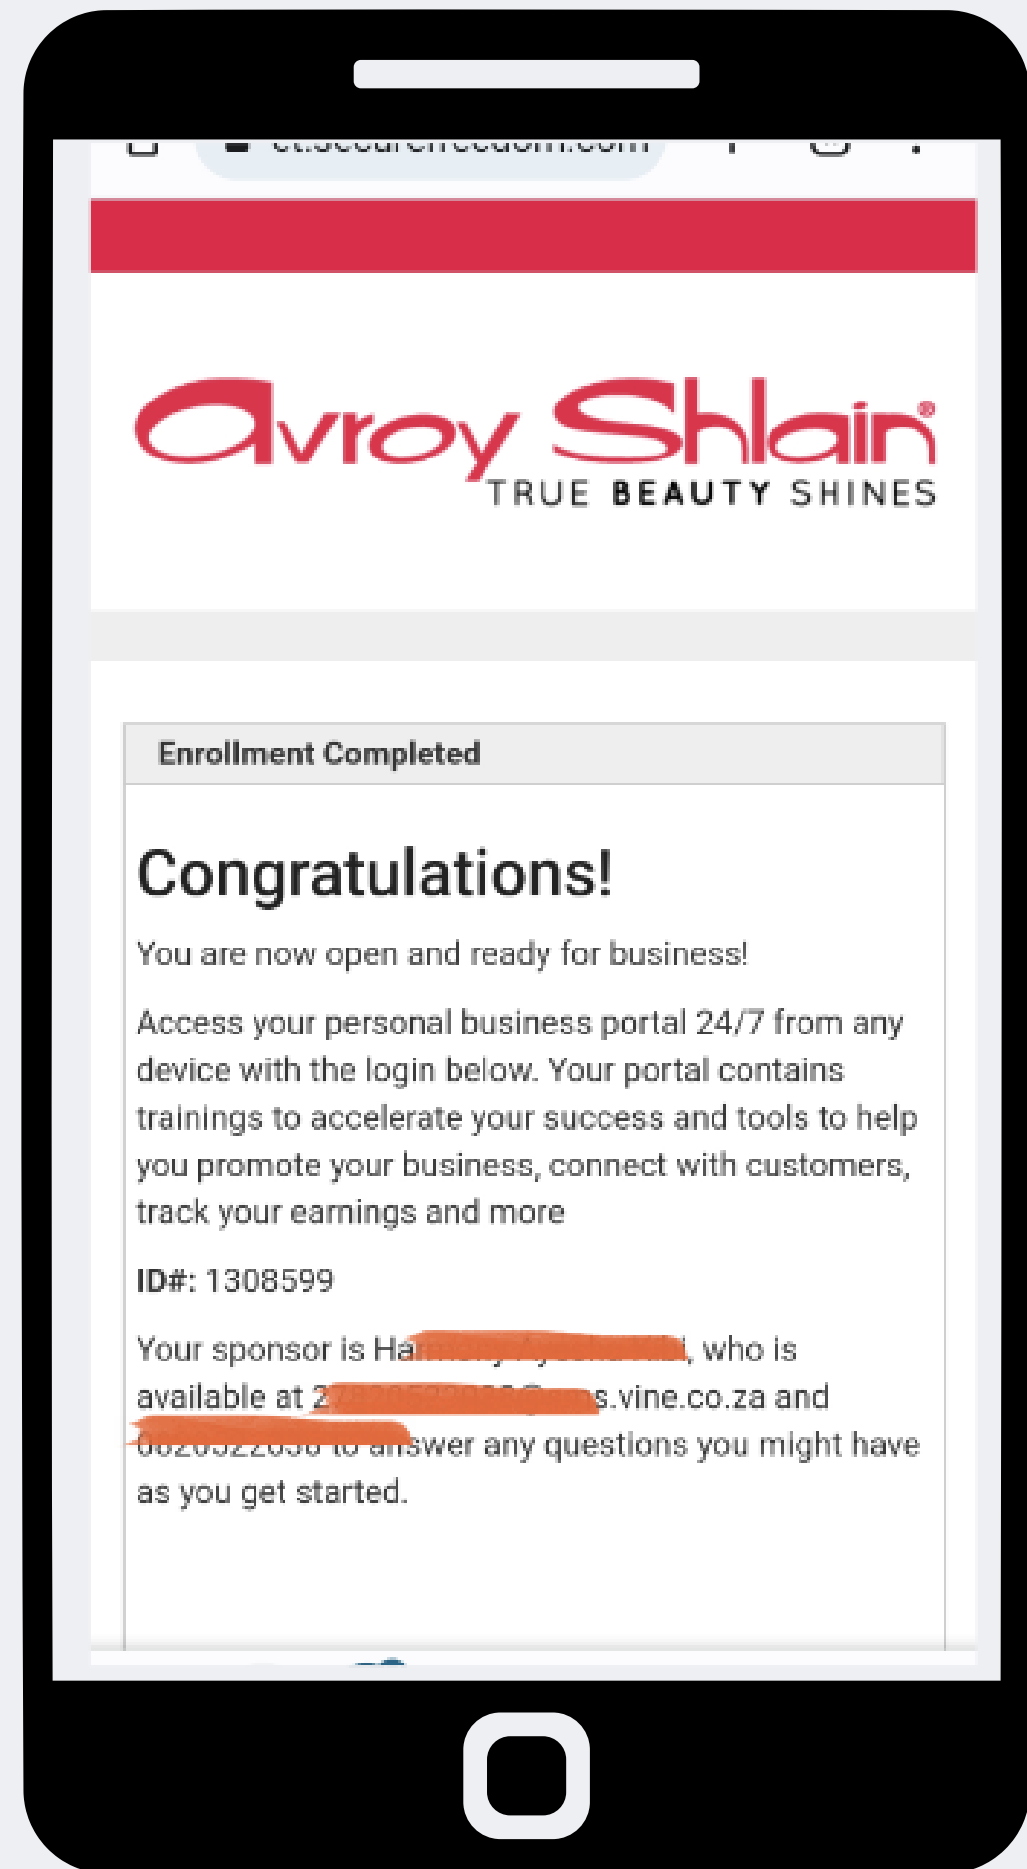 avroy Shlain®
TRUE BEAUTY SHINES
Enrollment Completed
Congratulations!
You are now open and ready for business!
Access your personal business portal 24/7 from any
device with the login below. Your portal contains
trainings to accelerate your success and tools to help
you promote your business, connect with customers,
track your earnings and more
ID#: 1308599
Your sponsor is , who is
available at .vine.co.za and
to answer any questions you might have
as you get started.